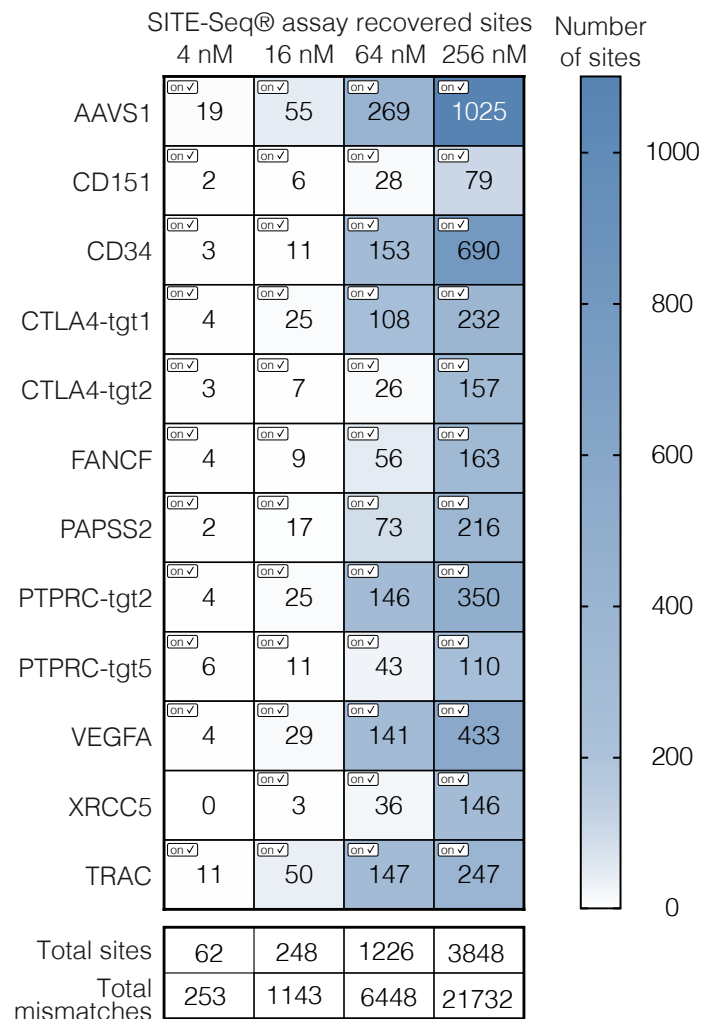 SITE-Seq® assay recovered sites
Number of sites
4 nM 16 nM 64 nM 256 nM
on ✓ on ✓ on ✓ on ✓
AAVS1 19 55 269 1025
1000
on ✓ on ✓ on ✓ on ✓
CD151 2 6 28 79
on ✓ on ✓ on ✓ on ✓
CD34 3 11 153 690
800
on ✓ on ✓ on ✓ on ✓
CTLA4-tgt1 4 25 108 232
on ✓ on ✓ on ✓ on ✓
CTLA4-tgt2 3 7 26 157
on ✓ on ✓ on ✓ on ✓
FANCF 4 9 56 163
600
on ✓ on ✓ on ✓ on ✓
PAPSS2 2 17 73 216
on ✓ on ✓ on ✓ on ✓
PTPRC-tgt2 4 25 146 350
400
on ✓ on ✓ on ✓ on ✓
PTPRC-tgt5 6 11 43 110
on ✓ on ✓ on ✓ on ✓
VEGFA 4 29 141 433
200
on ✓ on ✓ on ✓
XRCC5 0 3 36 146
on ✓ on ✓ on ✓ on ✓
TRAC 11 50 147 247
0
Total sites 62 248 1226 3848
Total mismatches 253 1143 6448 21732